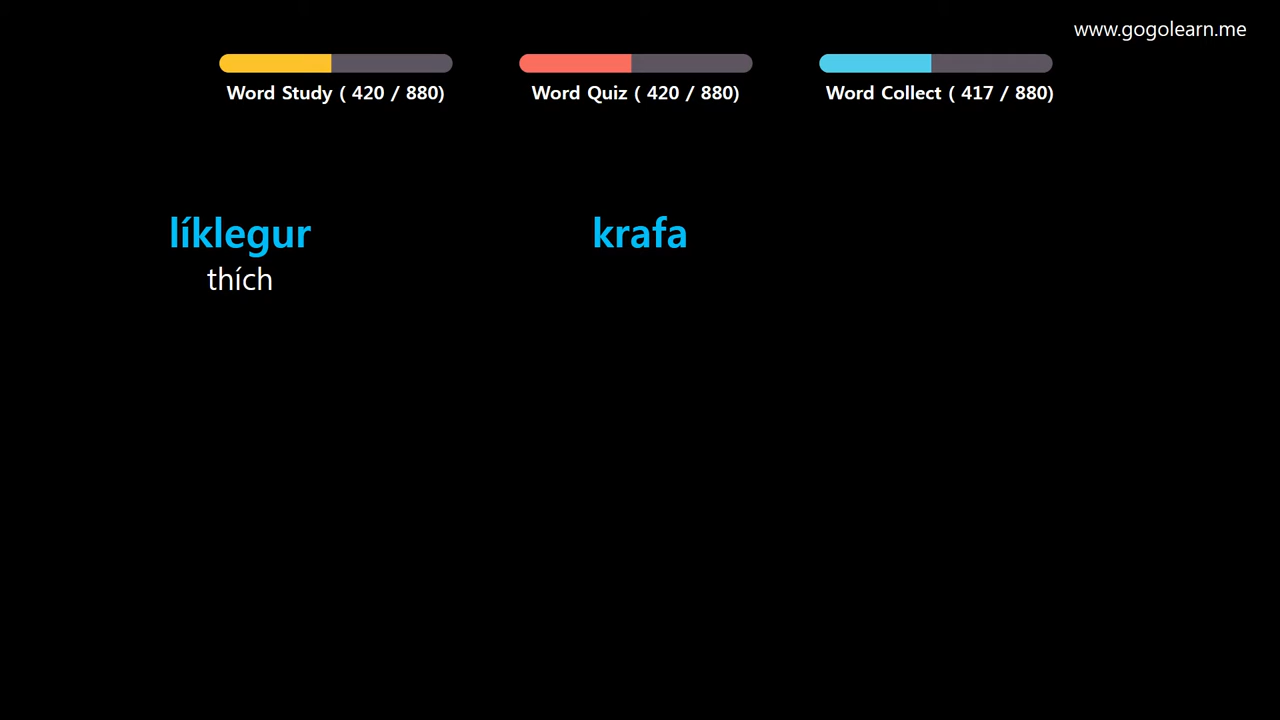 www.gogolearn.me
Word Study ( 420 / 880)
Word Quiz ( 420 / 880)
Word Collect ( 417 / 880)
líklegur
krafa
thích